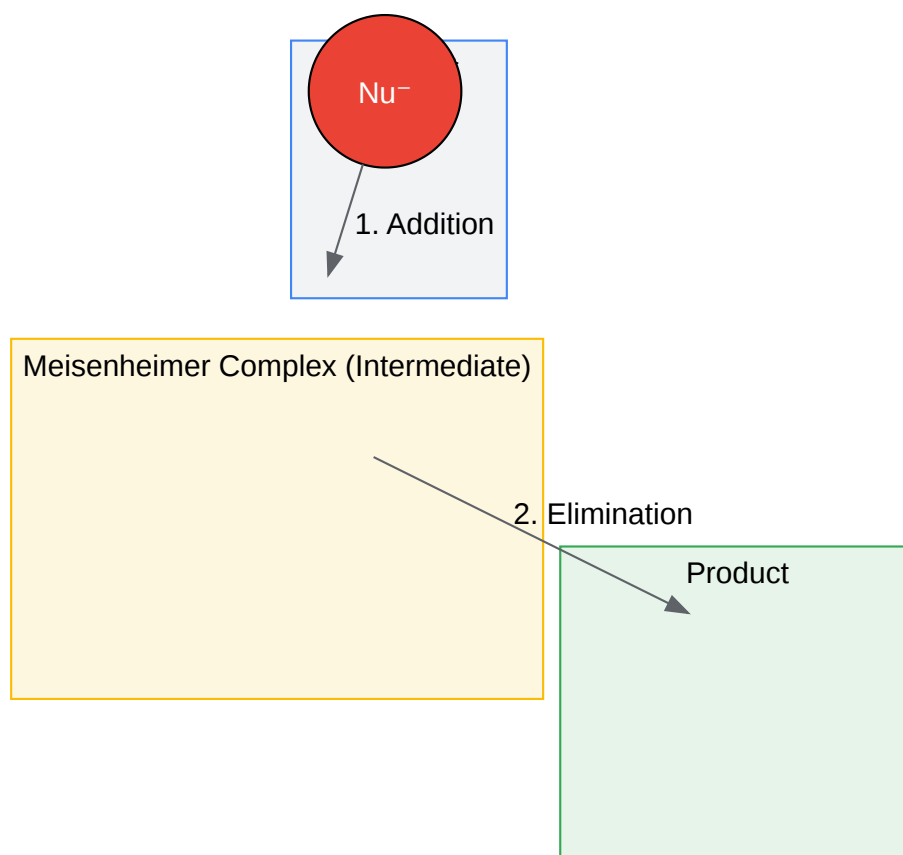 Nu⁻
1. Addition
Meisenheimer Complex (Intermediate)
2. Elimination
Product